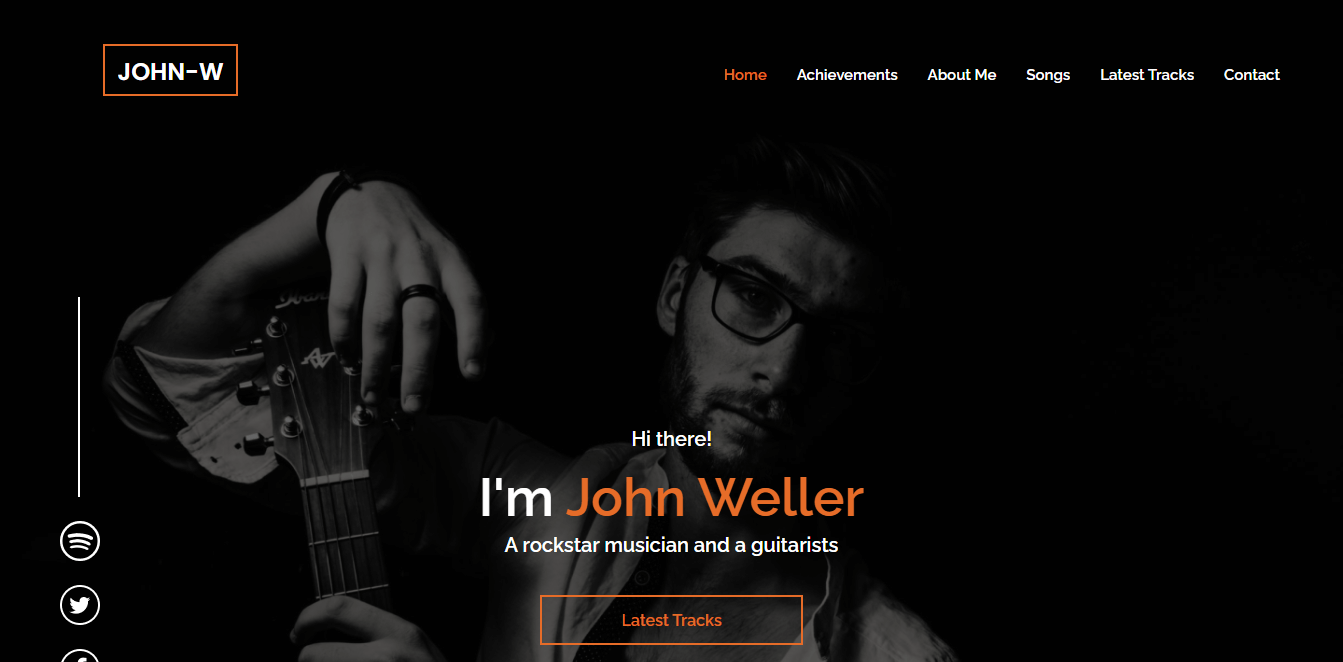 JOHN-W
Home Achievements About Me Songs Latest Tracks Contact
Hi there!
I'm John Weller
A rockstar musician and a guitarists
Latest Tracks